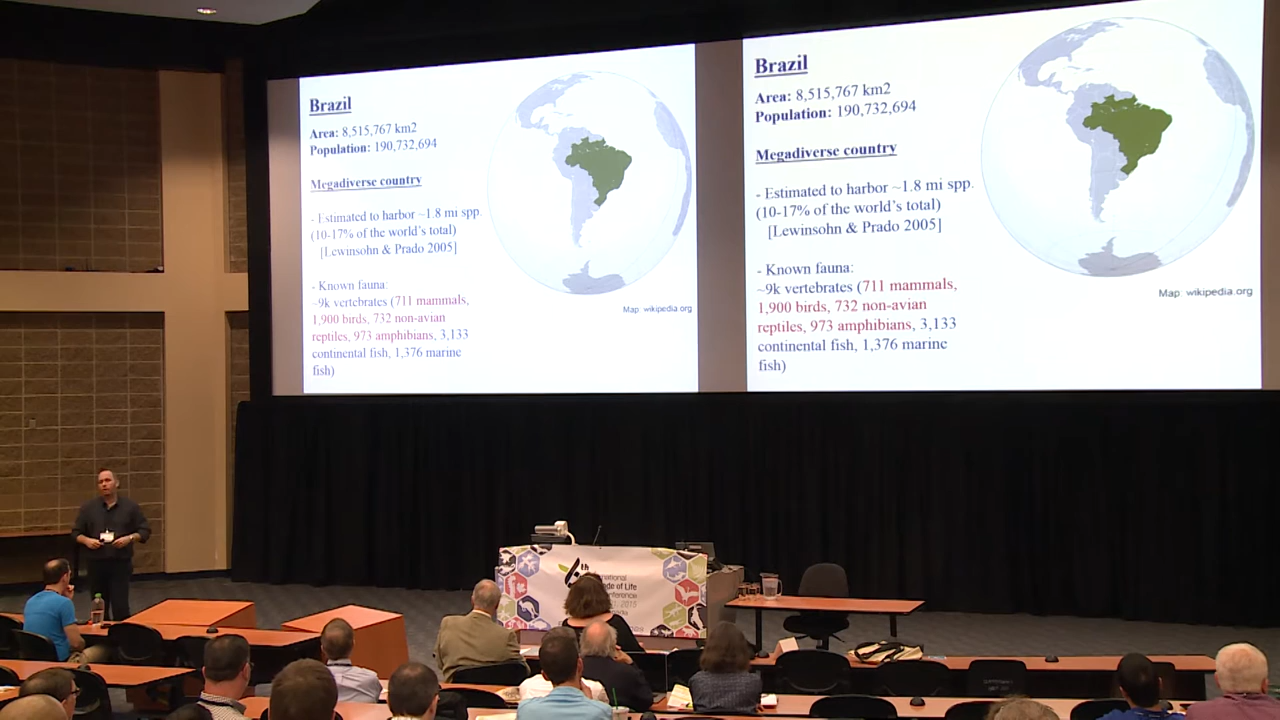 Brazil
Area: 8,515,767 km2
Population: 190,732,694
Megadiverse country
- Estimated to harbor ~1.8 mi spp.
(10-17% of the world's total)
[Lewinsohn & Prado 2005]
- Known fauna:
~9k vertebrates (711 mammals,
1,900 birds, 732 non-avian
reptiles, 973 amphibians, 3,133
continental fish, 1,376 marine
fish)
Map: wikipedia.org
Brazil
Area: 8,515,767 km2
Population: 190,732,694
Megadiverse country
- Estimated to harbor ~1.8 mi spp.
(10-17% of the world's total)
[Lewinsohn & Prado 2005]
- Known fauna:
~9k vertebrates (711 mammals,
1,900 birds, 732 non-avian
reptiles, 973 amphibians, 3,133
continental fish, 1,376 marine
fish)
Map: wikipedia.org
6th
of Life
2015